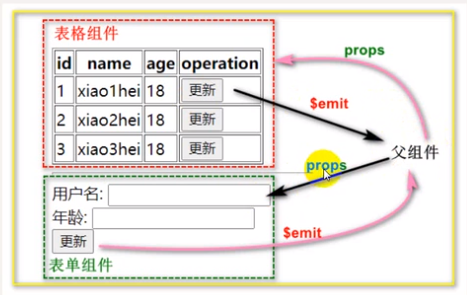 表格组件
props
id name age operation
1 xiao1hei 18 更新
$emit
2 xiao2hei 18 更新
3 xiao3hei 18 更新
父组件
props
用户名:
年龄:
更新
$emit
表单组件